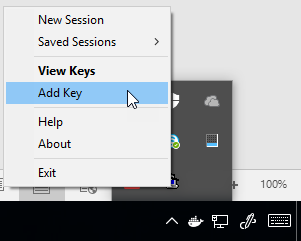 New Session
Saved Sessions
View Keys
Add Key
Help
About
Exit
100%